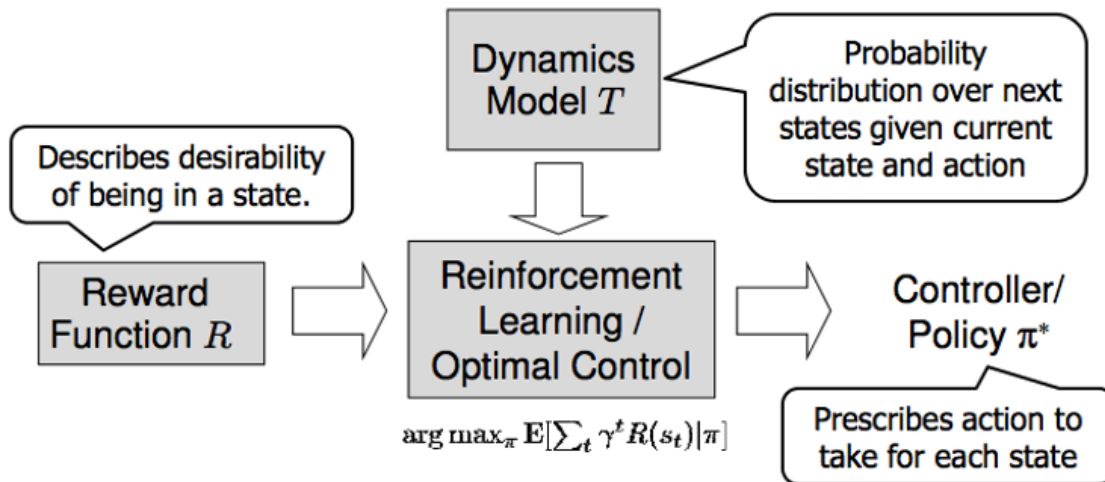 Dynamics
Model T
Probability
distribution over next
states given current
state and action
Describes desirability
of being in a state.
Reward
Function R
Reinforcement
Learning /
Optimal Control
Controller/
Policy π*
arg max_π E[∑_t γ^t R(s_t)|π]
Prescribes action to
take for each state